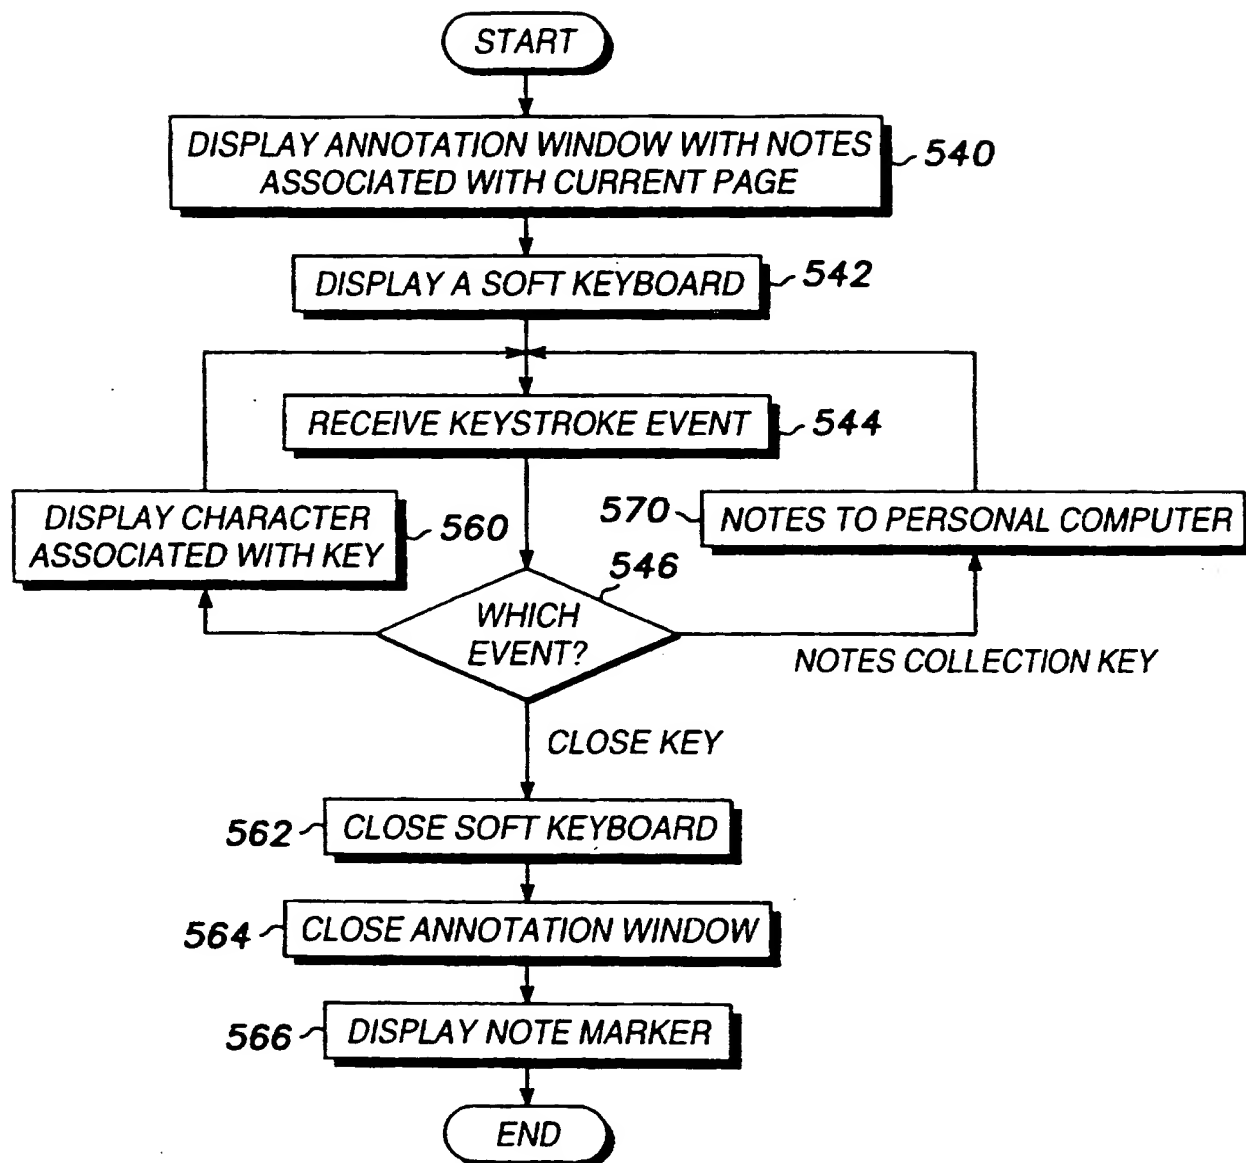 START
DISPLAY ANNOTATION WINDOW WITH NOTES
ASSOCIATED WITH CURRENT PAGE
540
DISPLAY A SOFT KEYBOARD
542
RECEIVE KEYSTROKE EVENT
544
DISPLAY CHARACTER
ASSOCIATED WITH KEY
560
570
NOTES TO PERSONAL COMPUTER
546
WHICH
EVENT?
NOTES COLLECTION KEY
CLOSE KEY
562
CLOSE SOFT KEYBOARD
564
CLOSE ANNOTATION WINDOW
566
DISPLAY NOTE MARKER
END